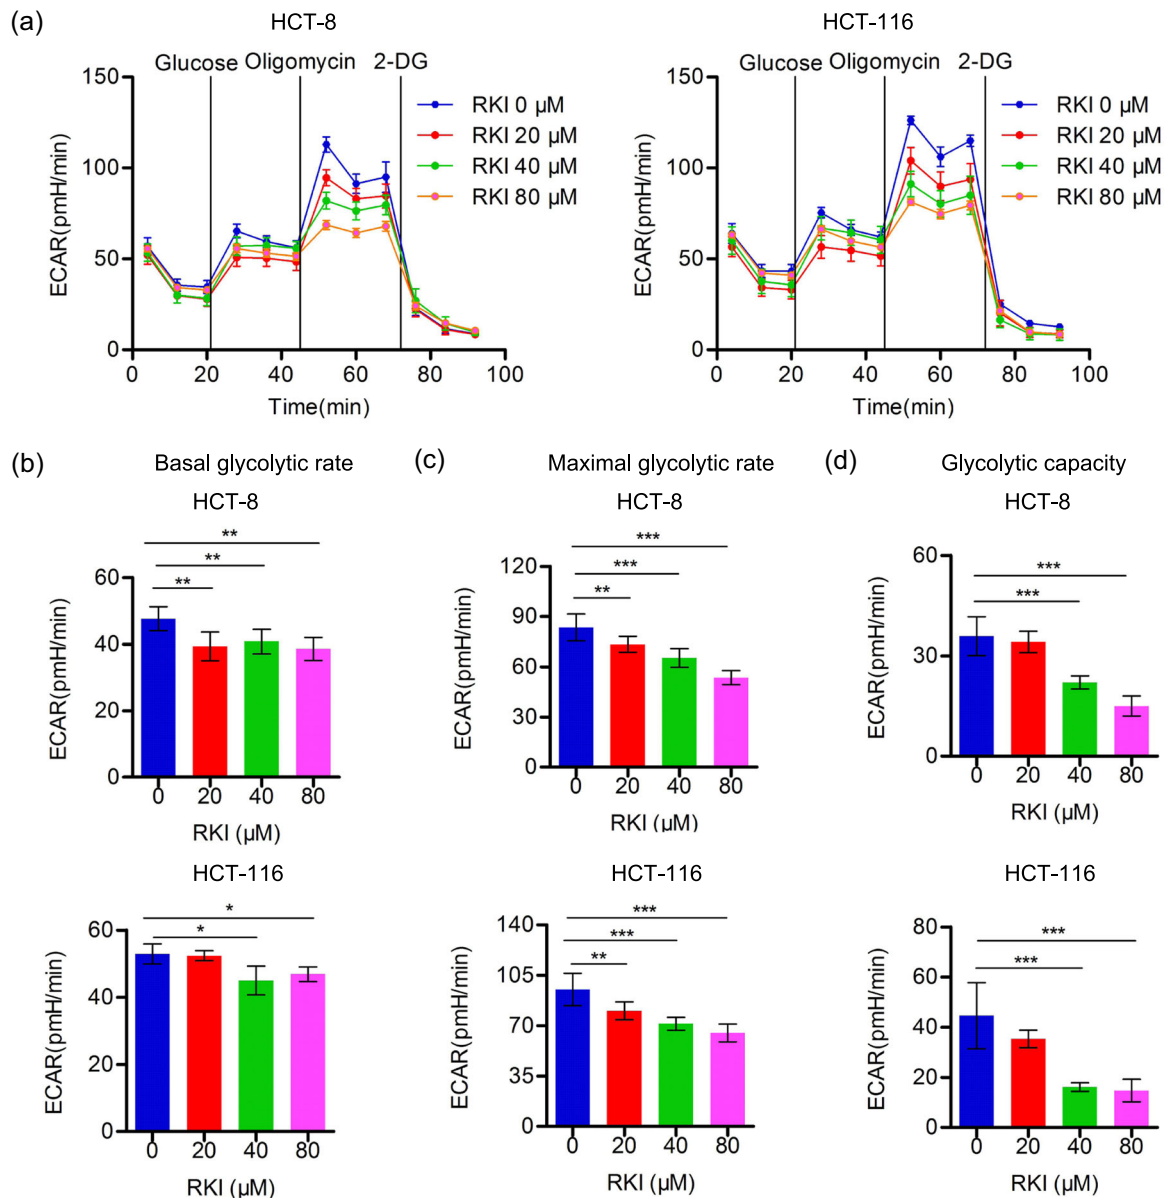 (a)
HCT-8
HCT-116
Glucose Oligomycin 2-DG
150
100
50
0
ECAR(pmH/min)
RKI 0 µM
RKI 20 µM
RKI 40 µM
RKI 80 µM
0 20 40 60 80 100
Time(min)
Glucose Oligomycin 2-DG
150
100
50
0
ECAR(pmH/min)
RKI 0 µM
RKI 20 µM
RKI 40 µM
RKI 80 µM
0 20 40 60 80 100
Time(min)
(b)
Basal glycolytic rate
HCT-8
**
**
**
60
40
20
0
ECAR(pmH/min)
0 20 40 80
RKI (µM)
HCT-116
*
*
60
40
20
0
ECAR(pmH/min)
0 20 40 80
RKI (µM)
(c)
Maximal glycolytic rate
HCT-8
***
***
**
120
90
60
30
0
ECAR(pmH/min)
0 20 40 80
RKI (µM)
HCT-116
***
***
**
140
105
70
35
0
ECAR(pmH/min)
0 20 40 80
RKI (µM)
(d)
Glycolytic capacity
HCT-8
***
***
60
30
0
ECAR(pmH/min)
0 20 40 80
RKI (µM)
HCT-116
***
***
80
60
40
20
0
ECAR(pmH/min)
0 20 40 80
RKI (µM)